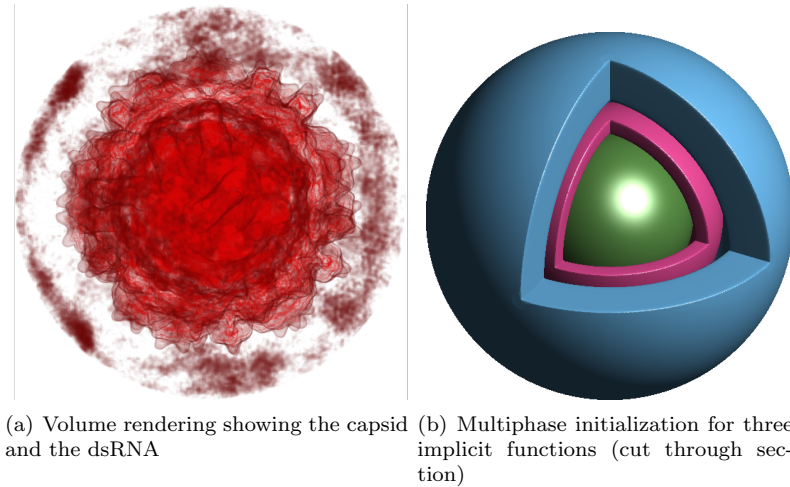 (a) Volume rendering showing the capsid
and the dsRNA
(b) Multiphase initialization for three
implicit functions (cut through sec-
tion)